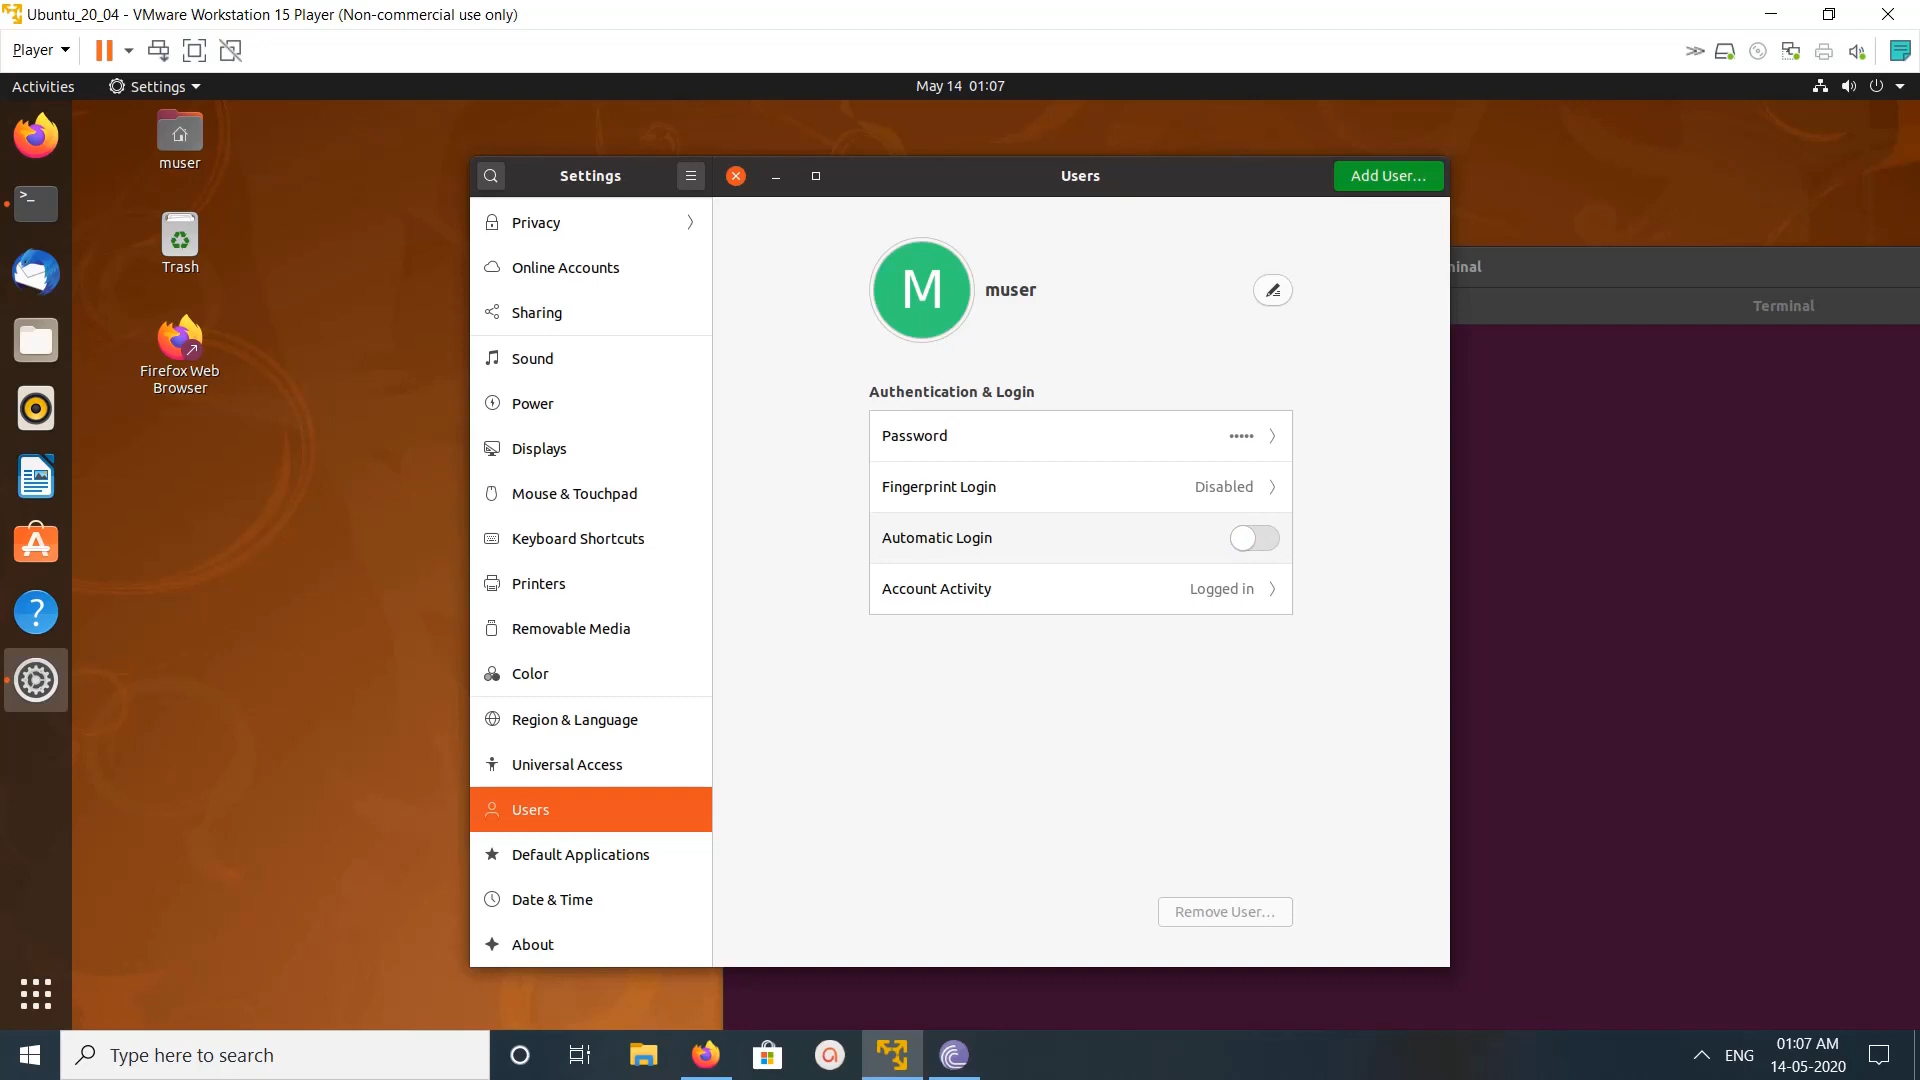 Ubuntu_20_04 - VMware Workstation 15 Player (Non-commercial use only)
Player
Activities
Settings
May 14 01:07
muser
Trash
Firefox Web
Browser
Settings
Users
Add User...
Privacy
Online Accounts
Sharing
Sound
Power
Displays
Mouse & Touchpad
Keyboard Shortcuts
Printers
Removable Media
Color
Region & Language
Universal Access
Users
Default Applications
Date & Time
About
M
muser
Authentication & Login
Password •••••
Fingerprint Login Disabled
Automatic Login
Account Activity Logged in
Remove User...
inal
Terminal
Type here to search
ENG
01:07 AM
14-05-2020